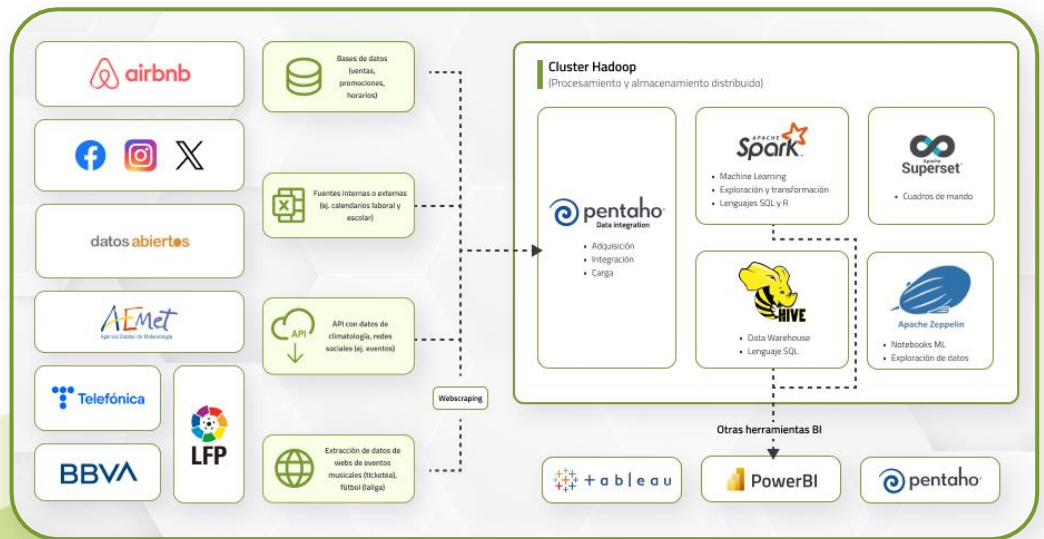 airbnb
datos abiertos
AEMet
Agencia Estatal de Meteorología
Telefónica
BBVA
LFP
Bases de datos
(ventas,
promociones,
horarios)
Fuentes internas o externas
(ej. calendarios laboral y
escolar)
API
API con datos de
climatología, redes
sociales (ej. eventos)
Extracción de datos de
webs de eventos
musicales (ticketea),
fútbol (laliga)
Webscraping
Cluster Hadoop
(Procesamiento y almacenamiento distribuido)
pentaho
Data integration
• Adquisición
• Integración
• Carga
APACHE
Spark
• Machine Learning
• Exploración y transformación
• Lenguajes SQL y R
Apache
Superset
• Cuadros de mando
HIVE
• Data Warehouse
• Lenguaje SQL
Apache Zeppelin
• Notebooks ML
• Exploración de datos
Otras herramientas BI
+ableau
PowerBI
pentaho